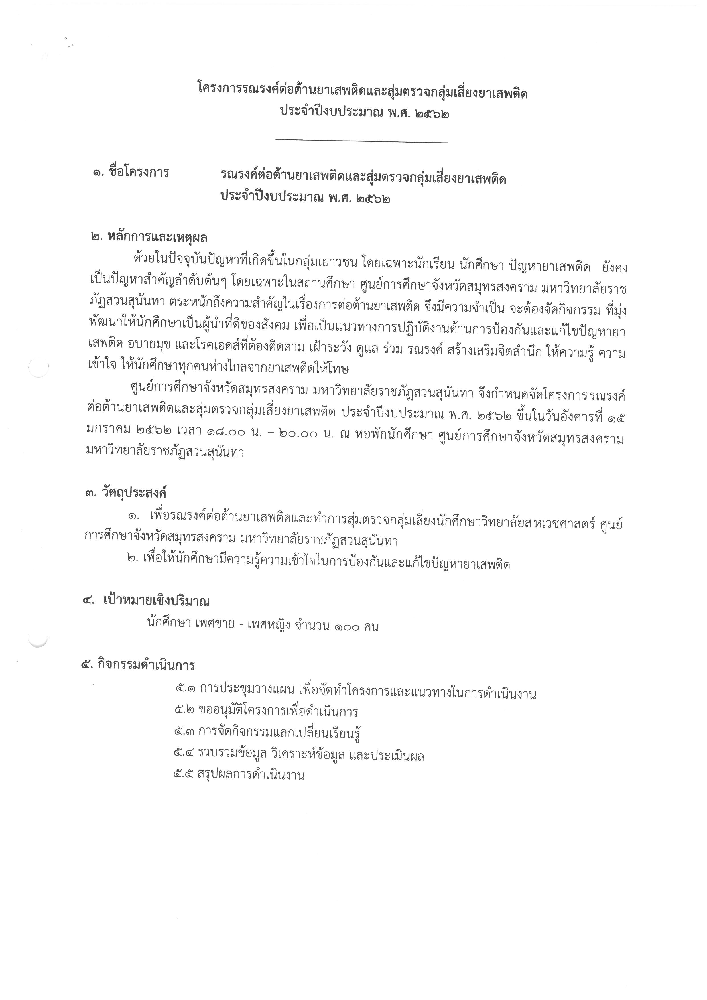 โครงการรณรงค์ต่อต้านยาเสพติดและสุ่มตรวจกลุ่มเสี่ยงยาเสพติด
ประจำปีงบประมาณ พ.ศ. ๒๕๖๒
๑. ชื่อโครงการ รณรงค์ต่อต้านยาเสพติดและสุ่มตรวจกลุ่มเสี่ยงยาเสพติด
ประจำปีงบประมาณ พ.ศ. ๒๕๖๒
๒. หลักการและเหตุผล
ด้วยในปัจจุบันปัญหาที่เกิดขึ้นในกลุ่มเยาวชน โดยเฉพาะนักเรียน นักศึกษา ปัญหายาเสพติด ยังคง
เป็นปัญหาสำคัญลำดับต้นๆ โดยเฉพาะในสถานศึกษา ศูนย์การศึกษาจังหวัดสมุทรสงคราม มหาวิทยาลัยราช
ภัฏสวนสุนันทา ตระหนักถึงความสำคัญในเรื่องการต่อต้านยาเสพติด จึงมีความจำเป็น จะต้องจัดกิจกรรม ที่มุ่ง
พัฒนาให้นักศึกษาเป็นผู้นำที่ดีของสังคม เพื่อเป็นแนวทางการปฏิบัติงานด้านการป้องกันและแก้ไขปัญหายา
เสพติด อบายมุข และโรคเอดส์ที่ต้องติดตาม เฝ้าระวัง ดูแล ร่วม รณรงค์ สร้างเสริมจิตสำนึก ให้ความรู้ ความ
เข้าใจ ให้นักศึกษาทุกคนห่างไกลจากยาเสพติดให้โทษ
ศูนย์การศึกษาจังหวัดสมุทรสงคราม มหาวิทยาลัยราชภัฏสวนสุนันทา จึงกำหนดจัดโครงการรณรงค์
ต่อต้านยาเสพติดและสุ่มตรวจกลุ่มเสี่ยงยาเสพติด ประจำปีงบประมาณ พ.ศ. ๒๕๖๒ ขึ้นในวันอังคารที่ ๑๕
มกราคม ๒๕๖๒ เวลา ๑๘.๐๐ น. – ๒๐.๐๐ น. ณ หอพักนักศึกษา ศูนย์การศึกษาจังหวัดสมุทรสงคราม
มหาวิทยาลัยราชภัฏสวนสุนันทา
๓. วัตถุประสงค์
๑. เพื่อรณรงค์ต่อต้านยาเสพติดและทำการสุ่มตรวจกลุ่มเสี่ยงนักศึกษาวิทยาลัยสหเวชศาสตร์ ศูนย์
การศึกษาจังหวัดสมุทรสงคราม มหาวิทยาลัยราชภัฏสวนสุนันทา
๒. เพื่อให้นักศึกษามีความรู้ความเข้าใจในการป้องกันและแก้ไขปัญหายาเสพติด
๔. เป้าหมายเชิงปริมาณ
นักศึกษา เพศชาย - เพศหญิง จำนวน ๑๐๐ คน
๕. กิจกรรมดำเนินการ
๕.๑ การประชุมวางแผน เพื่อจัดทำโครงการและแนวทางในการดำเนินงาน
๕.๒ ขออนุมัติโครงการเพื่อดำเนินการ
๕.๓ การจัดกิจกรรมแลกเปลี่ยนเรียนรู้
๕.๔ รวบรวมข้อมูล วิเคราะห์ข้อมูล และประเมินผล
๕.๕ สรุปผลการดำเนินงาน